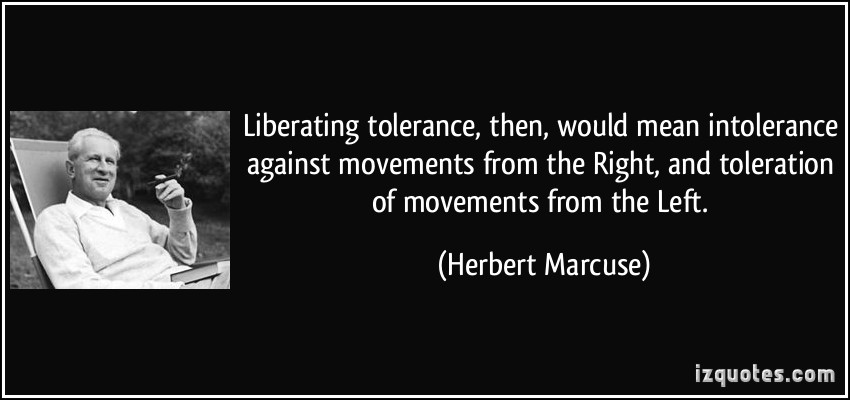 Liberating tolerance, then, would mean intolerance
against movements from the Right, and toleration
of movements from the Left.
(Herbert Marcuse)
izquotes.com